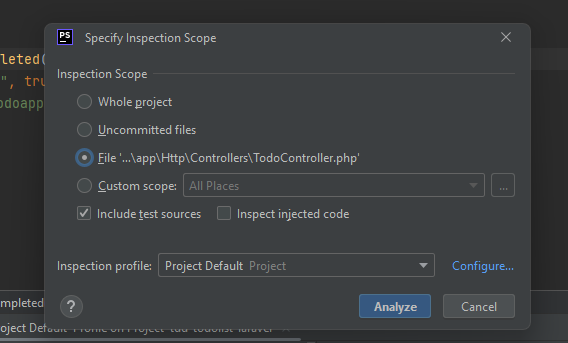 PS Specify Inspection Scope
leted(
Inspection Scope
", tru
Whole project
odoapp
Uncommitted files
File '...\app\Http\Controllers\TodoController.php'
Custom scope: All Places ...
Include test sources Inspect injected code
Inspection profile: Project Default Project Configure...
mpleted
? Analyze Cancel
oject Default' Profile on Project 'tdd-todolist-laravel'